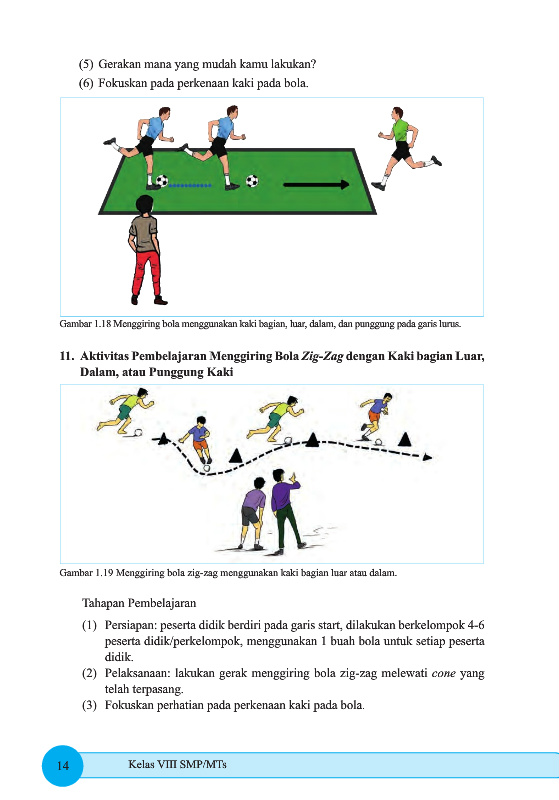 (5) Gerakan mana yang mudah kamu lakukan?
(6) Fokuskan pada perkenaan kaki pada bola.
Gambar 1.18 Menggiring bola menggunakan kaki bagian, luar, dalam, dan punggung pada garis lurus.
11. Aktivitas Pembelajaran Menggiring Bola Zig-Zag dengan Kaki bagian Luar,
Dalam, atau Punggung Kaki
Gambar 1.19 Menggiring bola zig-zag menggunakan kaki bagian luar atau dalam.
Tahapan Pembelajaran
(1) Persiapan: peserta didik berdiri pada garis start, dilakukan berkelompok 4-6
peserta didik/perkelompok, menggunakan 1 buah bola untuk setiap peserta
didik.
(2) Pelaksanaan: lakukan gerak menggiring bola zig-zag melewati cone yang
telah terpasang.
(3) Fokuskan perhatian pada perkenaan kaki pada bola.
14 Kelas VIII SMP/MTs